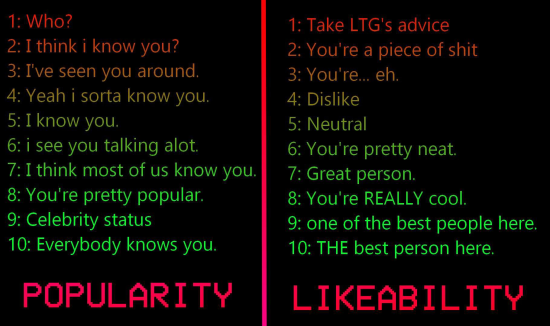 1: Who?
2: I think i know you?
3: I've seen you around.
4: Yeah i sorta know you.
5: I know you.
6: i see you talking alot.
7: I think most of us know you.
8: You're pretty popular.
9: Celebrity status
10: Everybody knows you.
POPULARITY
1: Take LTG's advice
2: You're a piece of shit
3: You're... eh.
4: Dislike
5: Neutral
6: You're pretty neat.
7: Great person.
8: You're REALLY cool.
9: one of the best people here.
10: THE best person here.
LIKEABILITY